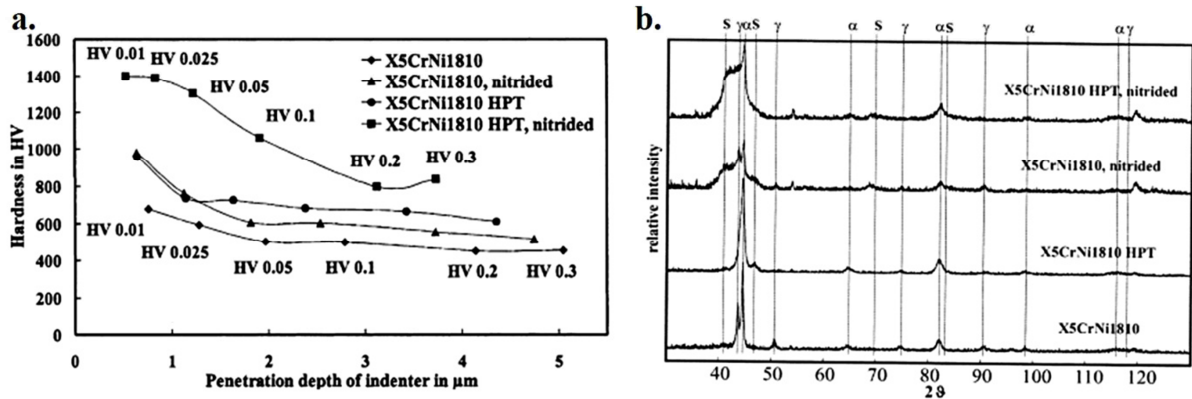 a.
1600
1400
1200
1000
800
600
400
200
0
Hardness in HV
HV 0.01
HV 0.025
HV 0.05
HV 0.1
HV 0.2
HV 0.3
X5CrNi1810
X5CrNi1810, nitrided
X5CrNi1810 HPT
X5CrNi1810 HPT, nitrided
HV 0.01
HV 0.025
HV 0.05
HV 0.1
HV 0.2
HV 0.3
0 1 2 3 4 5
Penetration depth of indenter in µm
b.
S γ α S γ α S γ α S γ α α γ
relative intensity
X5CrNi1810 HPT, nitrided
X5CrNi1810, nitrided
X5CrNi1810 HPT
X5CrNi1810
40 50 60 70 80 90 100 110 120
2ϑ